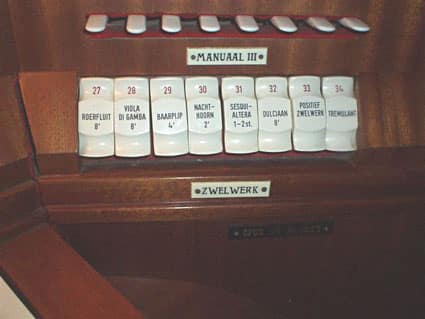 MANUAAL III
27 28 29 30 31 32 33 34
ROERFLUIT
8'
VIOLA
DI GAMBA
8'
BAARPIJP
4'
NACHT-
HOORN
2'
SESQUI-
ALTERA
1-2 st.
DULCIAAN
8'
POSITIEF
ZWELWERK
TREMULANT
ZWELWERK